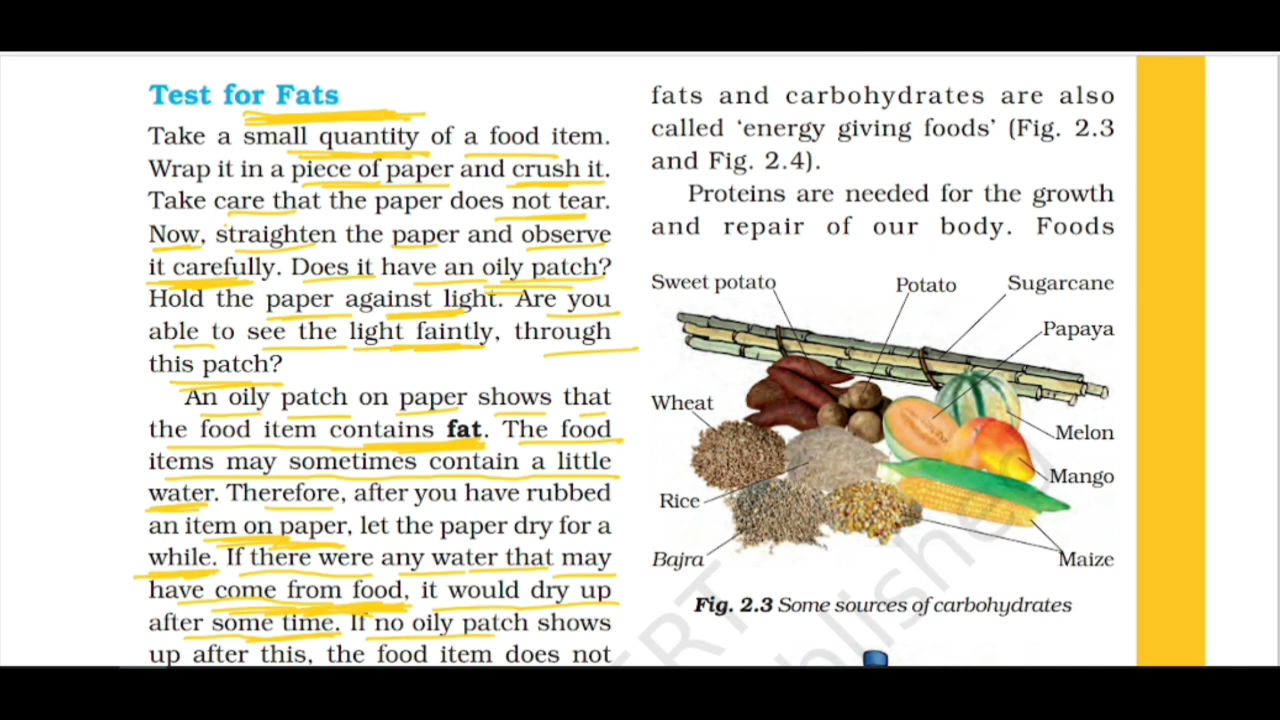 Test for Fats
Take a small quantity of a food item.
Wrap it in a piece of paper and crush it.
Take care that the paper does not tear.
Now, straighten the paper and observe
it carefully. Does it have an oily patch?
Hold the paper against light. Are you
able to see the light faintly, through
this patch?
An oily patch on paper shows that
the food item contains fat. The food
items may sometimes contain a little
water. Therefore, after you have rubbed
an item on paper, let the paper dry for a
while. If there were any water that may
have come from food, it would dry up
after some time. If no oily patch shows
up after this, the food item does not
fats and carbohydrates are also
called ‘energy giving foods’ (Fig. 2.3
and Fig. 2.4).
Proteins are needed for the growth
and repair of our body. Foods
Sweet potato
Potato
Sugarcane
Papaya
Wheat
Melon
Mango
Rice
Bajra
Maize
Fig. 2.3 Some sources of carbohydrates